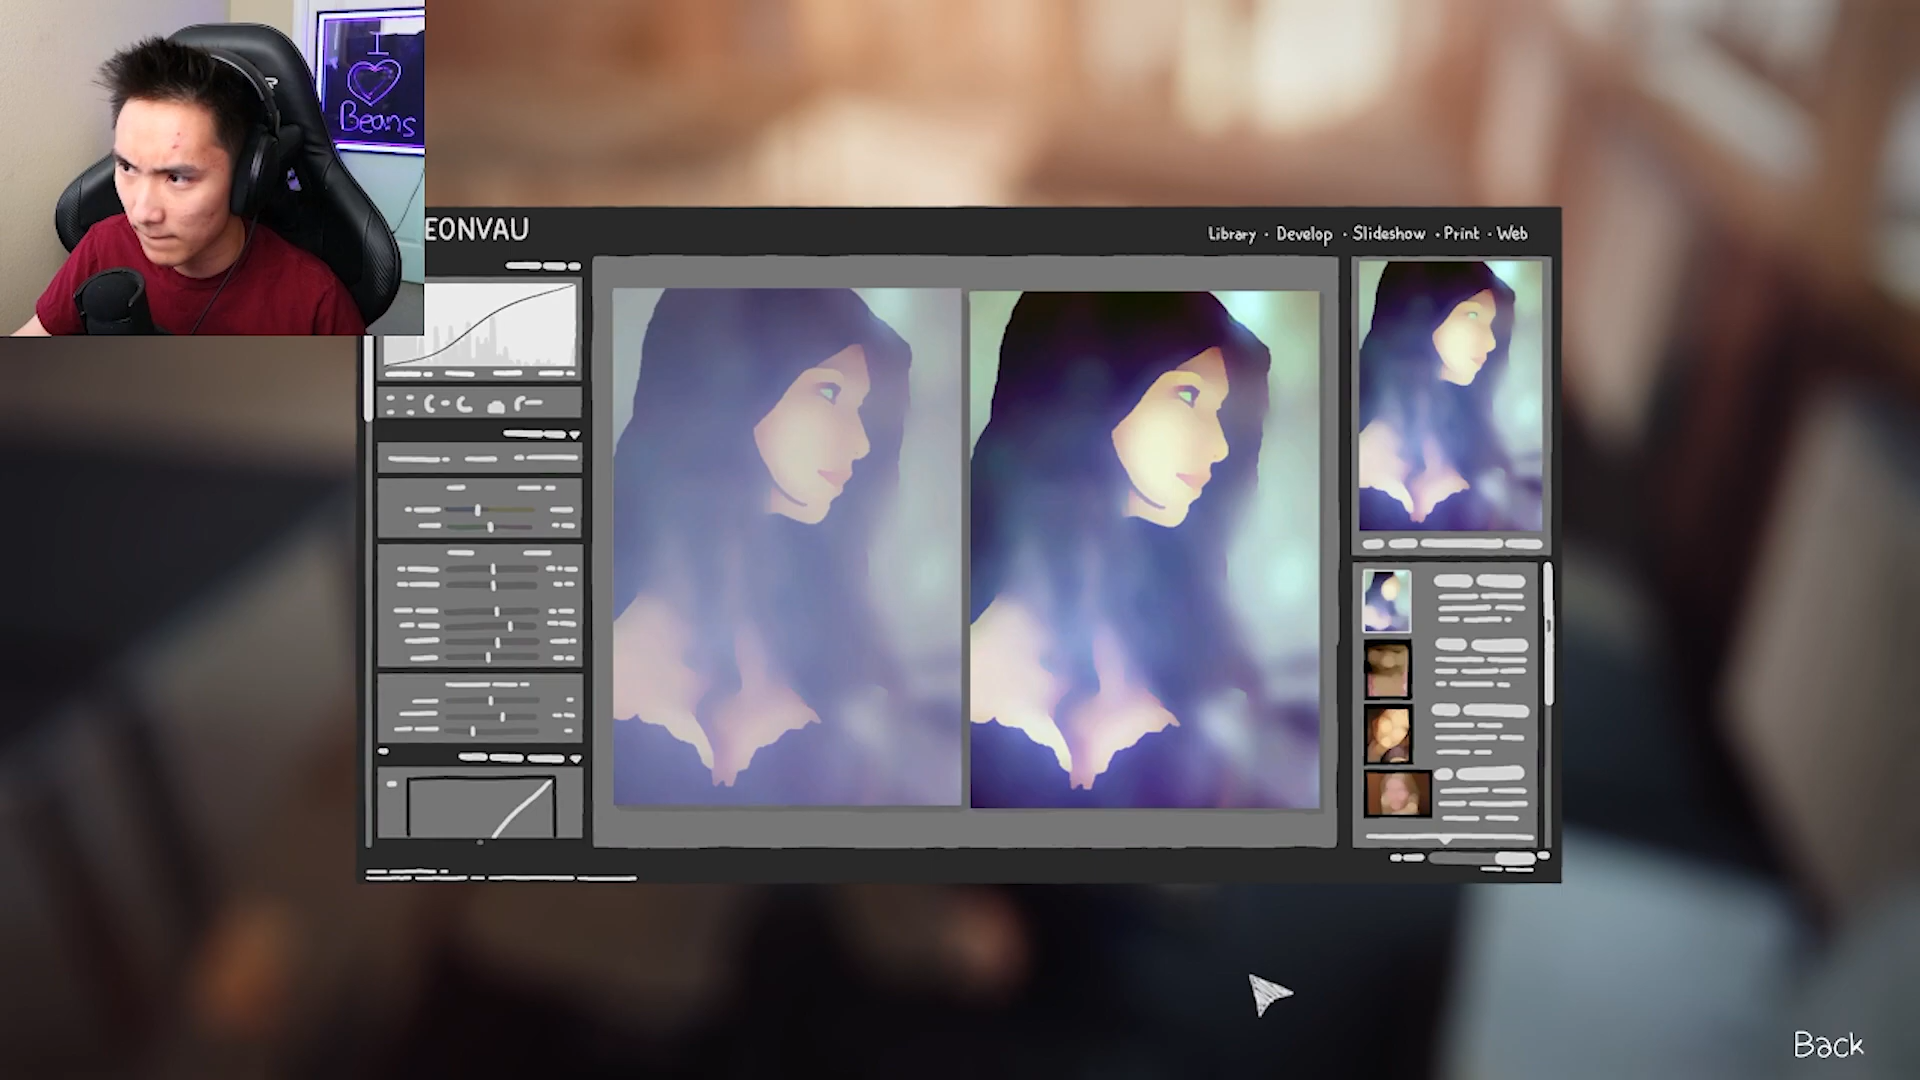 I
Beans
EONVAU
Library · Develop · Slideshow · Print · Web
Back